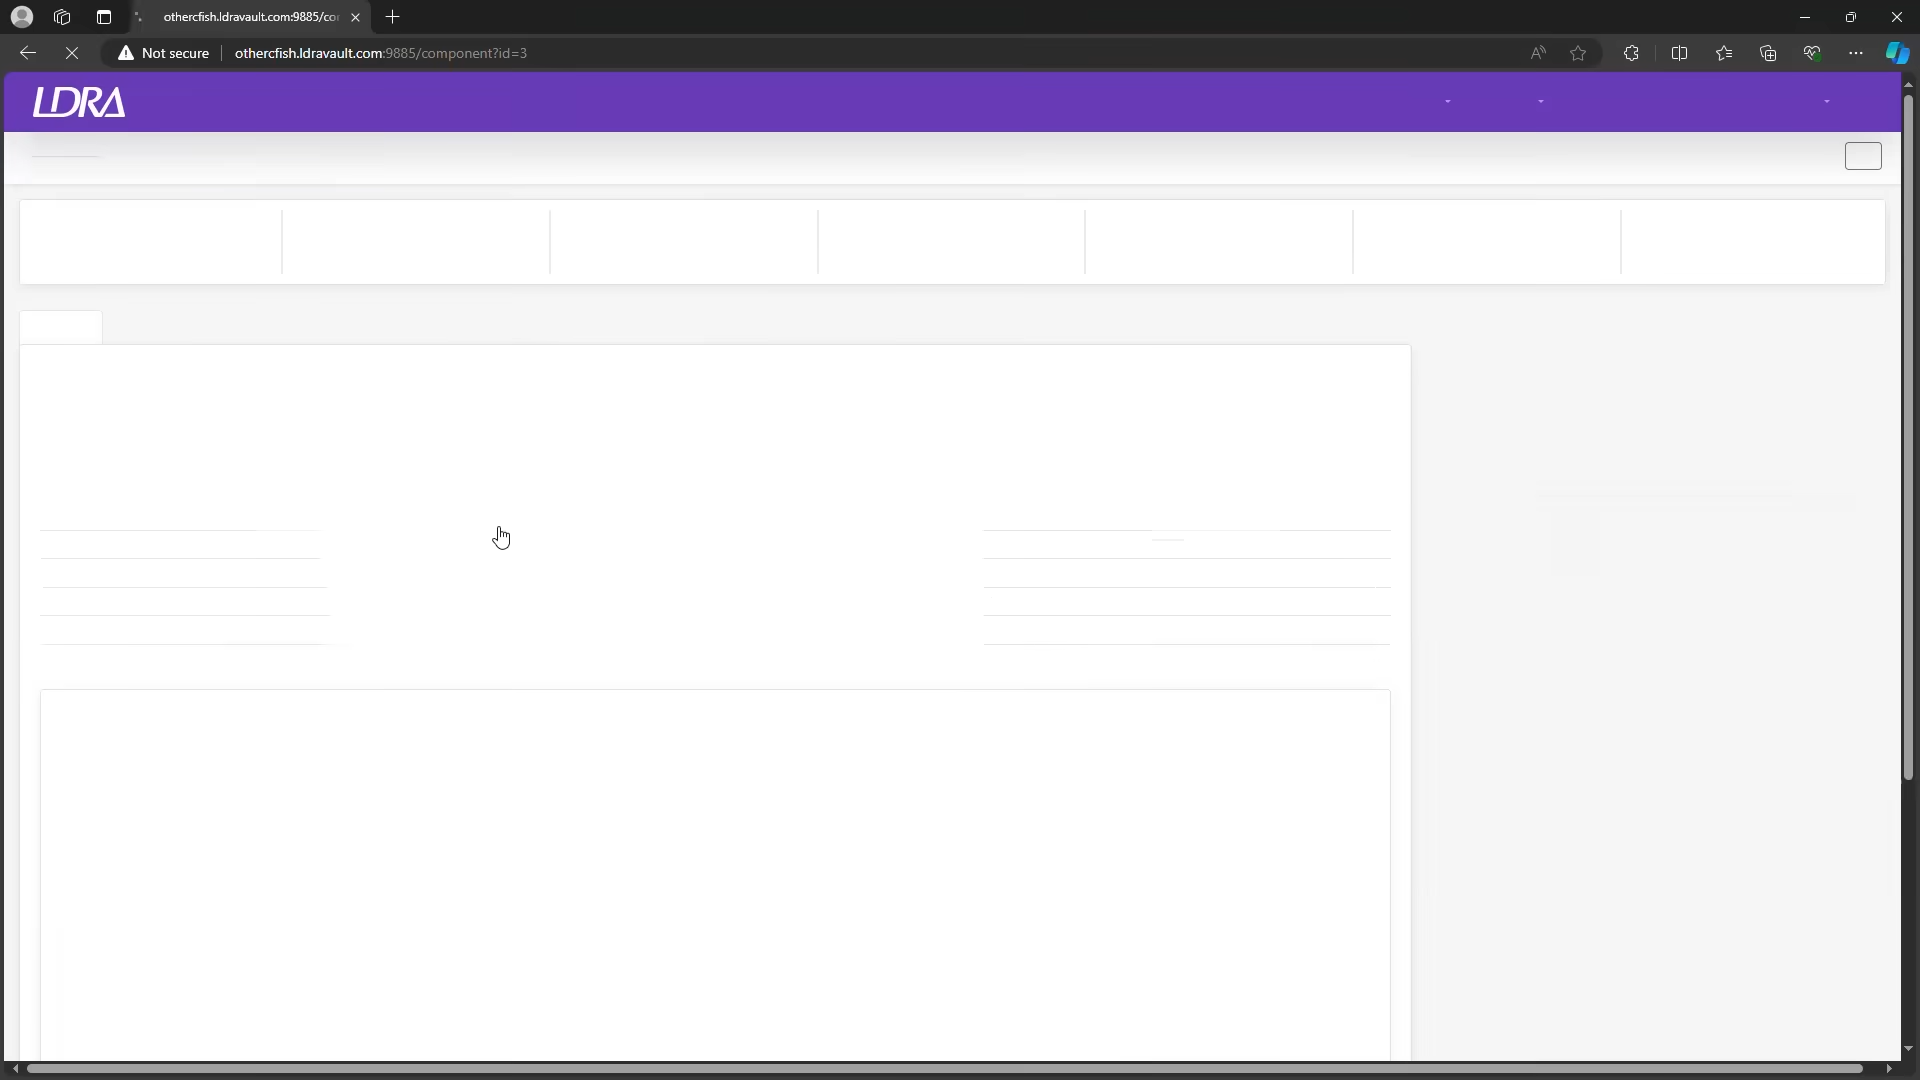 othercfish.ldravault.com:9885/co
Not secure
othercfish.ldravault.com:9885/component?id=3
LDRA